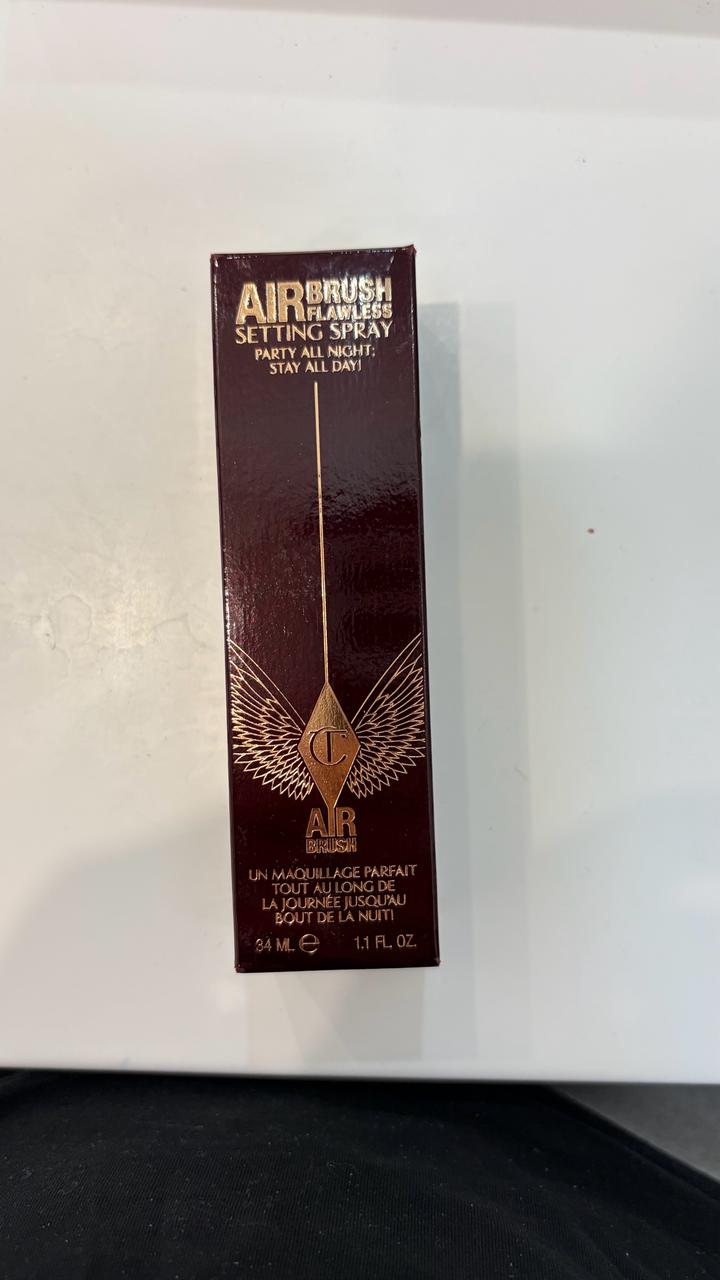 AIRBRUSH
FLAWLESS
SETTING SPRAY
PARTY ALL NIGHT;
STAY ALL DAY!
CT
AIR
BRUSH
UN MAQUILLAGE PARFAIT
TOUT AU LONG DE
LA JOURNÉE JUSQU'AU
BOUT DE LA NUIT!
34 ML ℮ 1.1 FL. OZ.